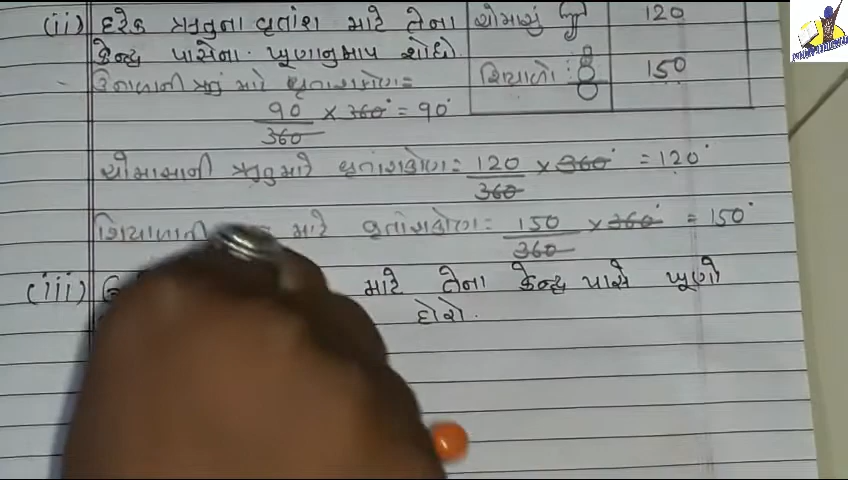 (ii) દરેક ઋતુના વૃતાંશ માટે તેના
કેન્દ્ર પાસેના ખૂણાનુ માપ શોધો.
ચોમાસું 120
શિયાળો : 150
ઉનાળાની ઋતુ માટે વૃતાંશકોણ =
90/360 × 360° = 90°
ચોમાસાની ઋતુ માટે વૃતાંશકોણ = 120/360 × 360° = 120°
શિયાળાની માટે વૃતાંશકોણ = 150/360 × 360° = 150°
(iii) માટે તેના કેન્દ્ર પાસે ખૂણો
હોશે.